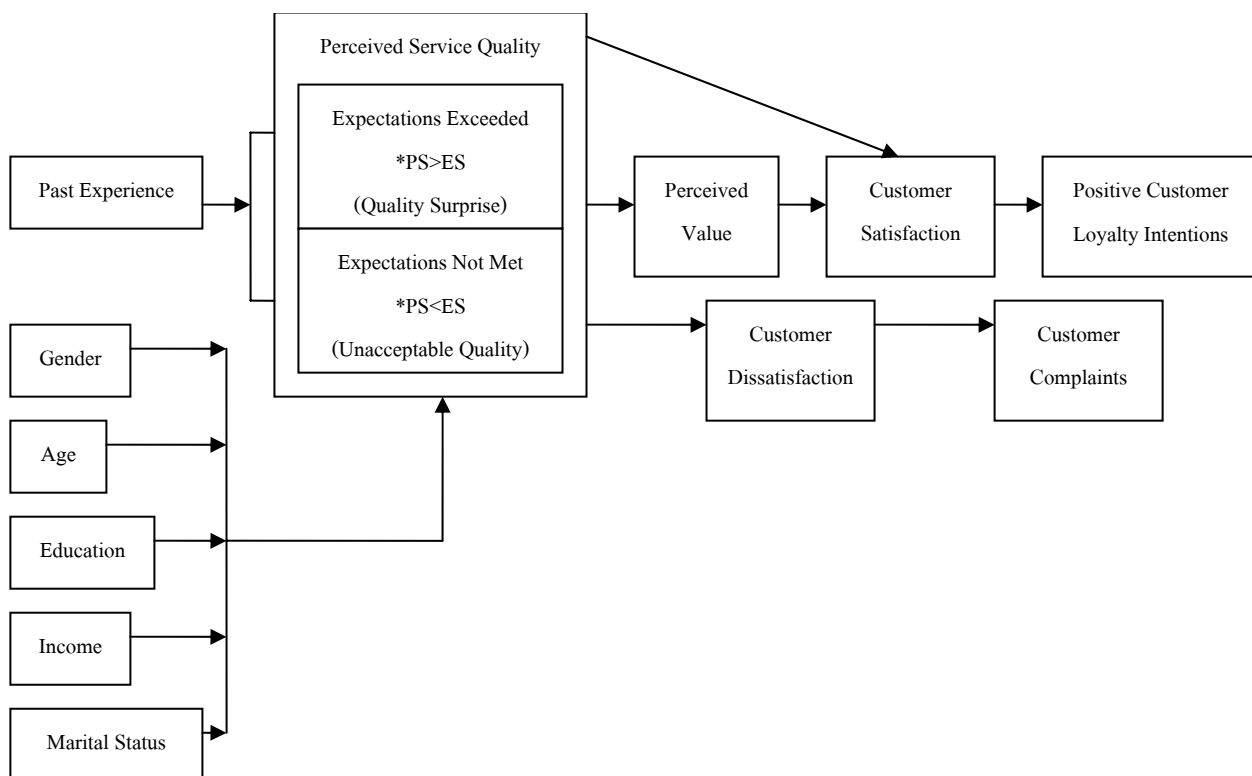 Perceived Service Quality
Expectations Exceeded
*PS>ES
(Quality Surprise)
Expectations Not Met
*PS<ES
(Unacceptable Quality)
Past Experience
Perceived
Value
Customer
Satisfaction
Positive Customer
Loyalty Intentions
Customer
Dissatisfaction
Customer
Complaints
Gender
Age
Education
Income
Marital Status